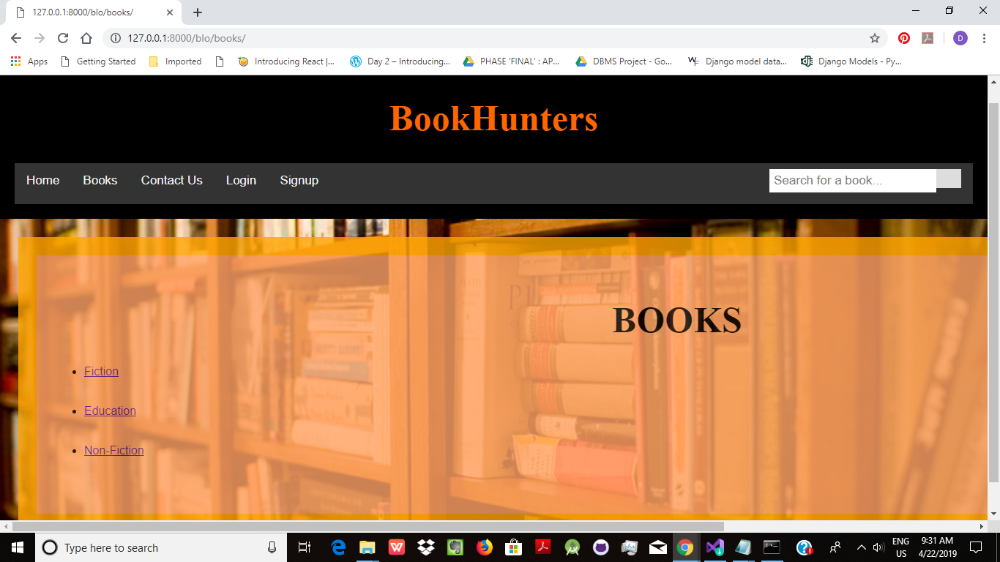 127.0.0.1:8000/blo/books/
127.0.0.1:8000/blo/books/
D
Apps Getting Started Imported Introducing React |... Day 2 – Introducing... PHASE 'FINAL' : AP... DBMS Project - Go... Django model data... Django Models - Py...
BookHunters
Home Books Contact Us Login Signup Search for a book...
BOOKS
Fiction
Education
Non-Fiction
Type here to search
ENG
US
9:31 AM
4/22/2019